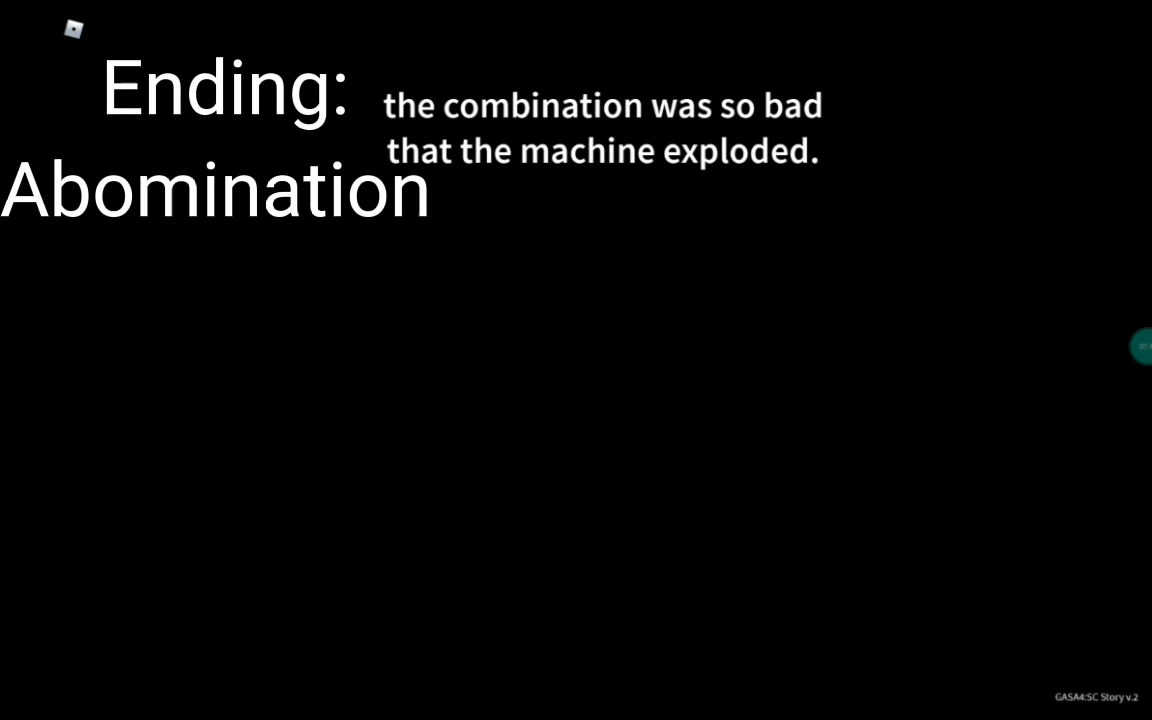 Ending:
Abomination
the combination was so bad
that the machine exploded.
GASA4:SC Story v.2